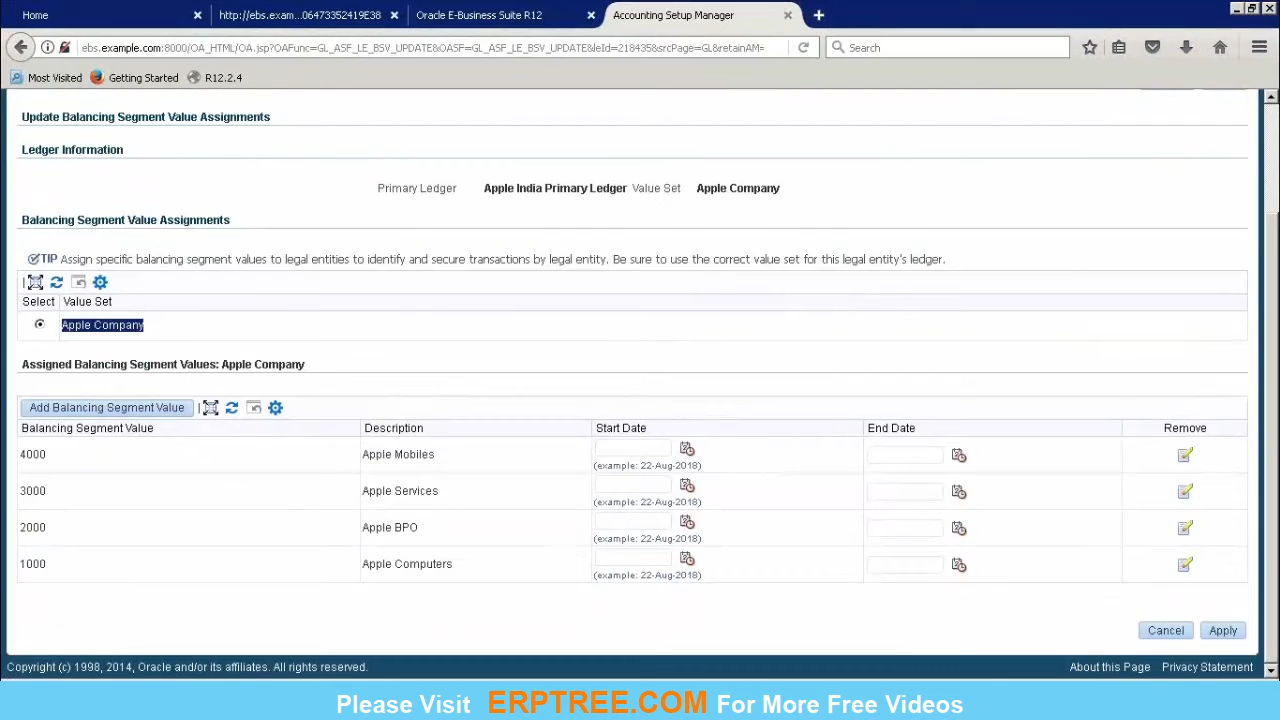 Home
http://ebs.exam...06473352419E38
Oracle E-Business Suite R12
Accounting Setup Manager
ebs.example.com:8000/OA_HTML/OA.jsp?OAFunc=GL_ASF_LE_BSV_UPDATE&OASF=GL_ASF_LE_BSV_UPDATE&leId=218435&srcPage=GL&retainAM=
Search
Most Visited
Getting Started
R12.2.4
Update Balancing Segment Value Assignments
Ledger Information
Primary Ledger Apple India Primary Ledger Value Set Apple Company
Balancing Segment Value Assignments
TIP Assign specific balancing segment values to legal entities to identify and secure transactions by legal entity. Be sure to use the correct value set for this legal entity's ledger.
Select Value Set
Apple Company
Assigned Balancing Segment Values: Apple Company
Add Balancing Segment Value
Balancing Segment Value Description Start Date End Date Remove
4000 Apple Mobiles
(example: 22-Aug-2018)
3000 Apple Services
(example: 22-Aug-2018)
2000 Apple BPO
(example: 22-Aug-2018)
1000 Apple Computers
(example: 22-Aug-2018)
Cancel Apply
Copyright (c) 1998, 2014, Oracle and/or its affiliates. All rights reserved.
About this Page Privacy Statement
Please Visit ERPTREE.COM For More Free Videos